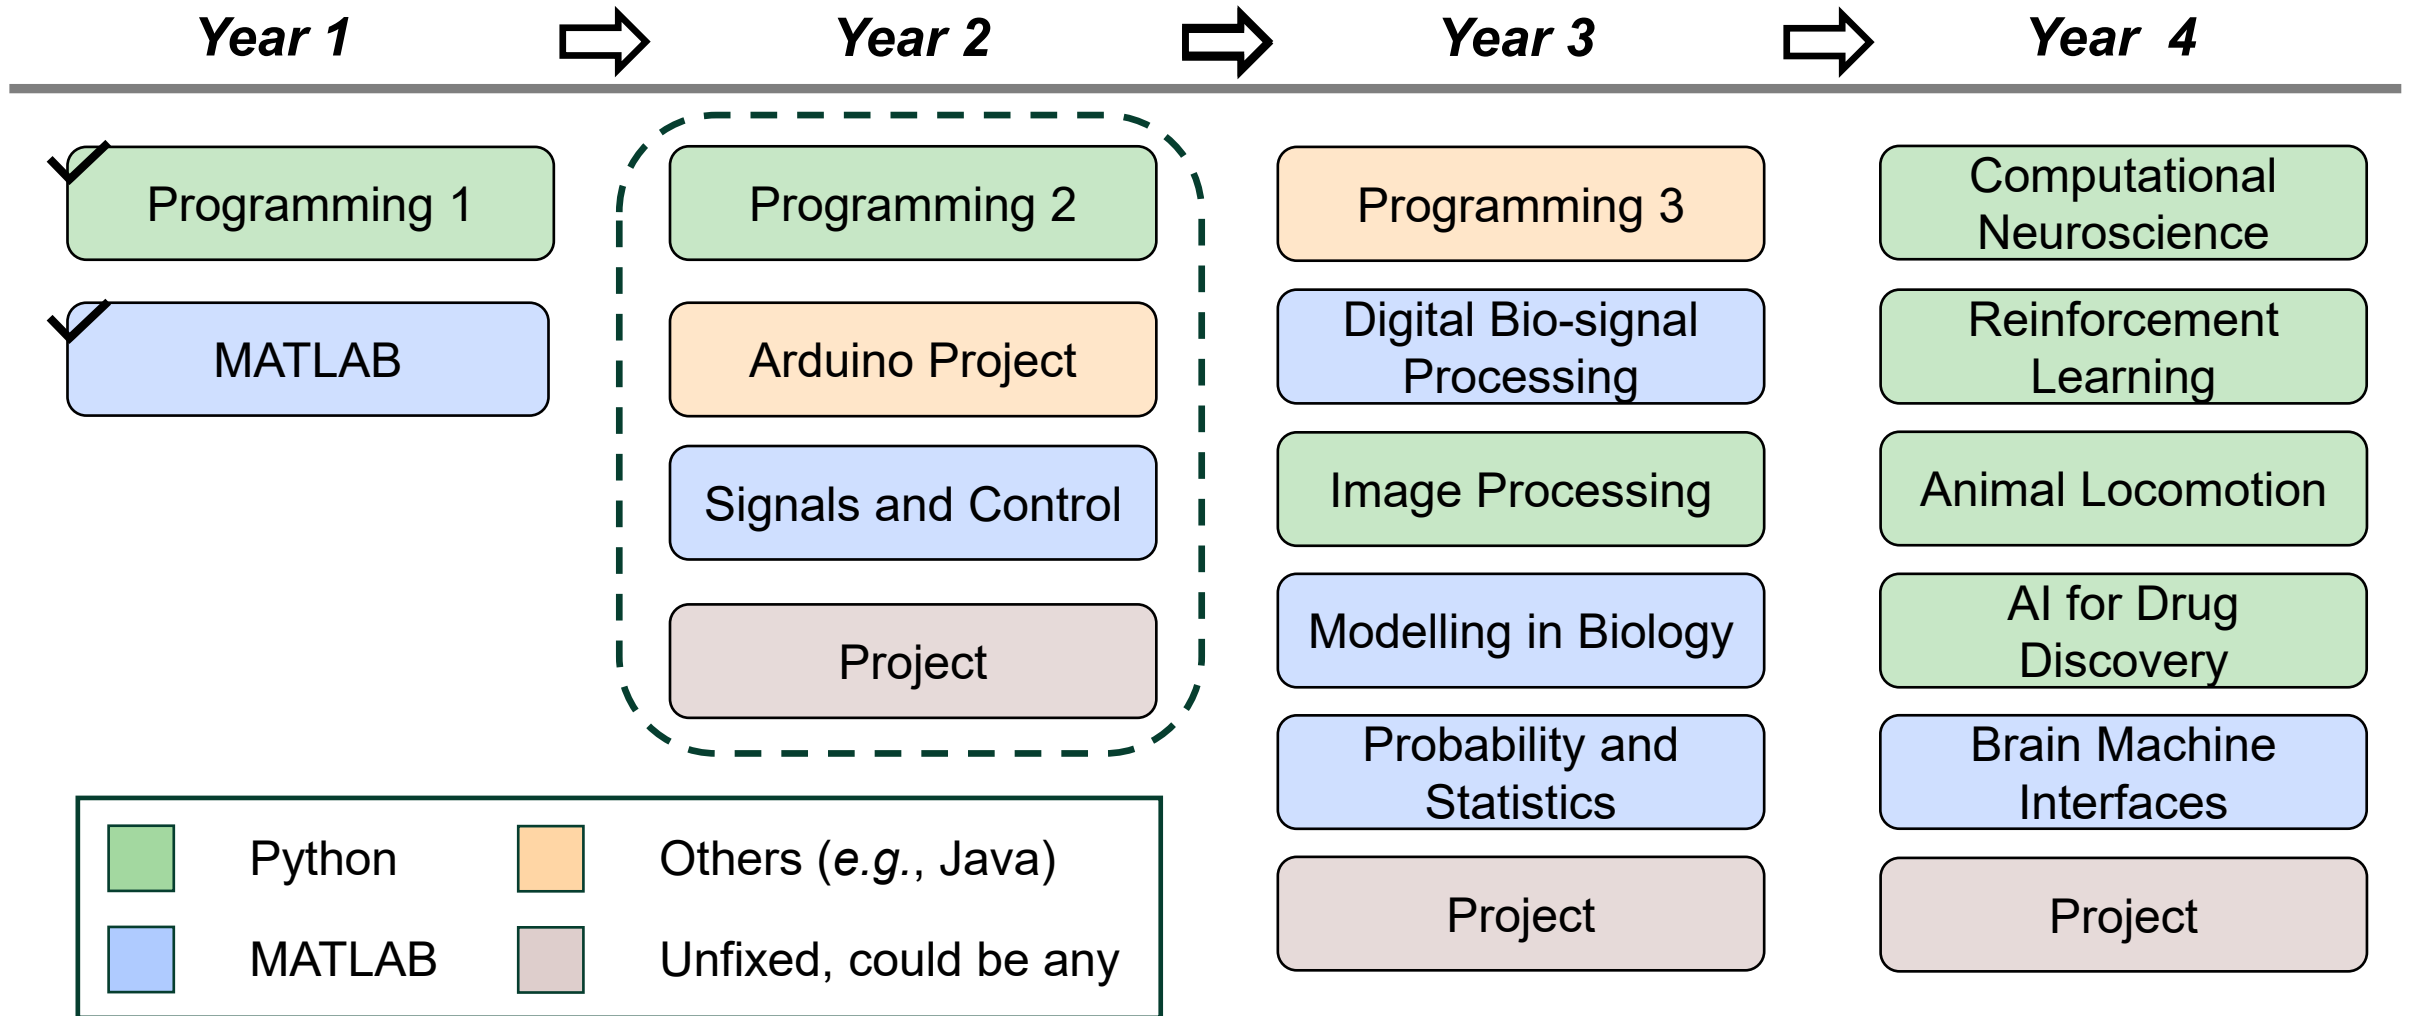 Year 1
Year 2
Year 3
Year 4
Programming 1
MATLAB
Programming 2
Arduino Project
Signals and Control
Project
Programming 3
Digital Bio-signal
Processing
Image Processing
Modelling in Biology
Probability and
Statistics
Project
Computational
Neuroscience
Reinforcement
Learning
Animal Locomotion
AI for Drug
Discovery
Brain Machine
Interfaces
Project
Python
Others (e.g., Java)
MATLAB
Unfixed, could be any